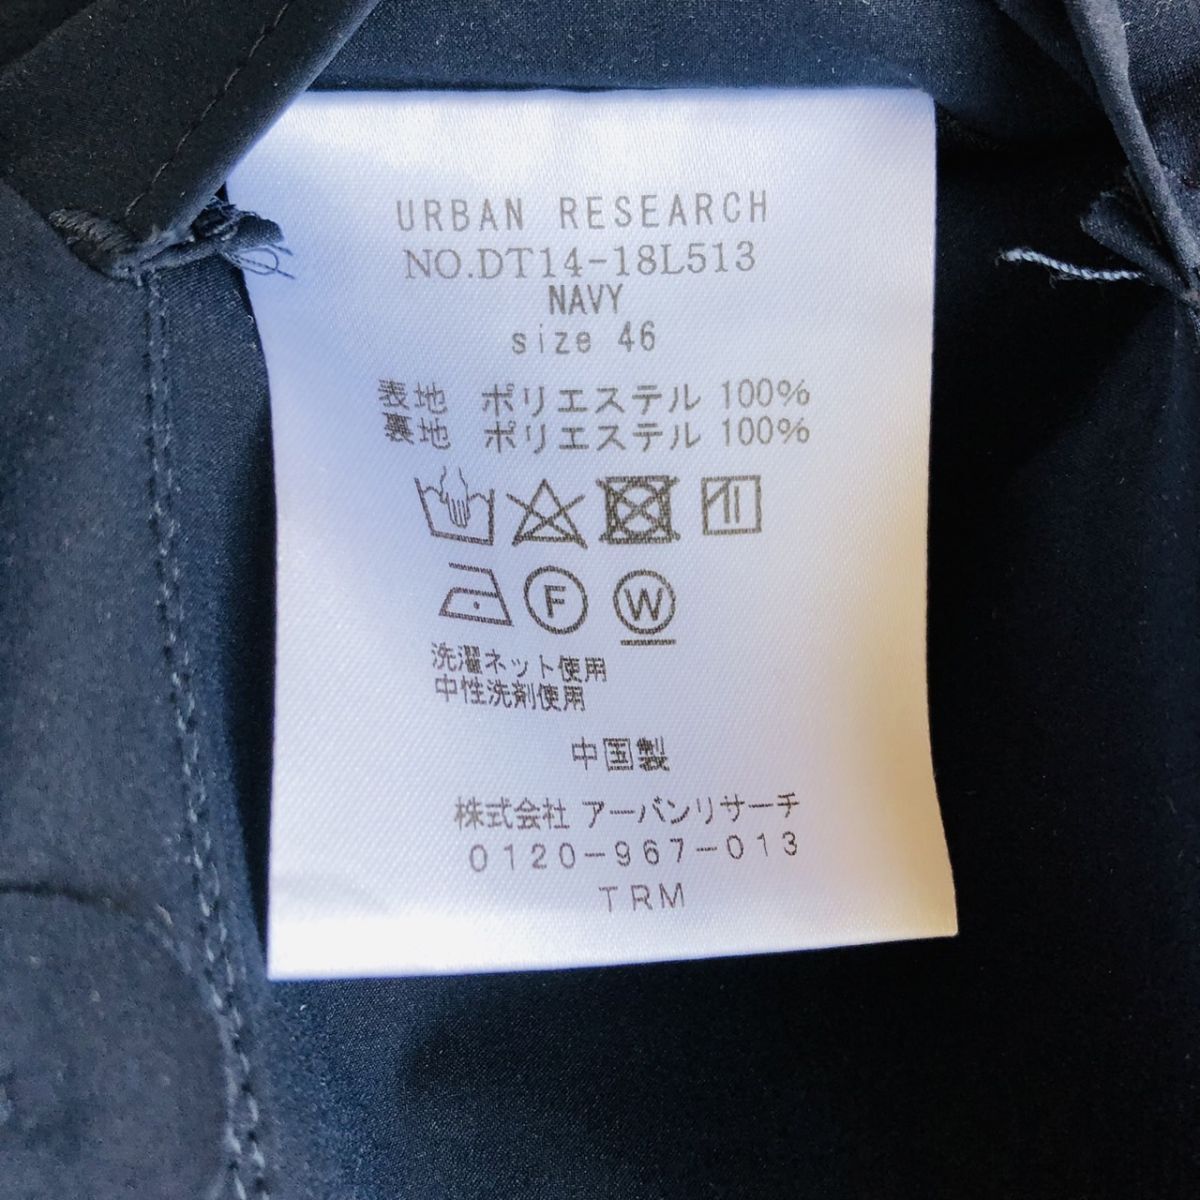 URBAN RESEARCH
NO.DT14-18L513
NAVY
size 46
表地 ポリエステル 100%
裏地 ポリエステル 100%
F W
洗濯ネット使用
中性洗剤使用
中国製
株式会社 アーバンリサーチ
0120-967-013
TRM